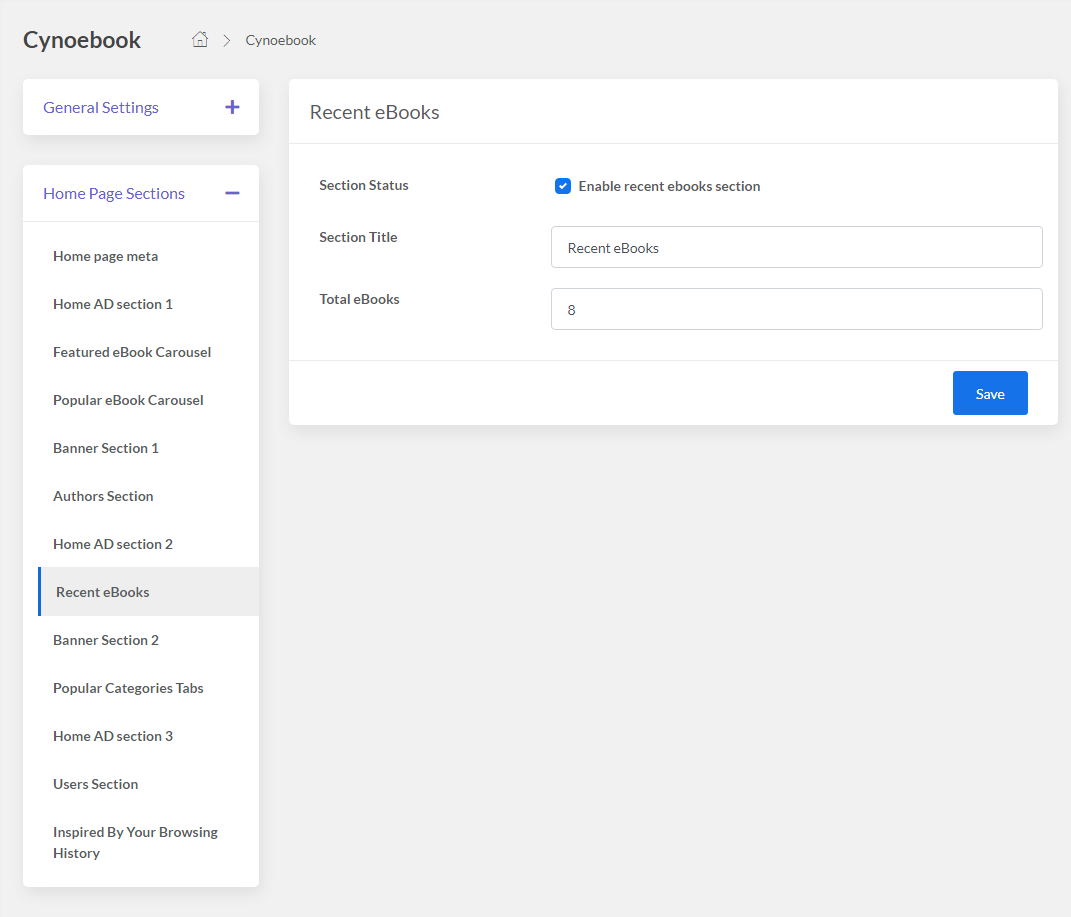 Cynoebook
Cynoebook
General Settings
Home Page Sections
Home page meta
Home AD section 1
Featured eBook Carousel
Popular eBook Carousel
Banner Section 1
Authors Section
Home AD section 2
Recent eBooks
Banner Section 2
Popular Categories Tabs
Home AD section 3
Users Section
Inspired By Your Browsing
History
Recent eBooks
Section Status
Enable recent ebooks section
Section Title
Recent eBooks
Total eBooks
8
Save